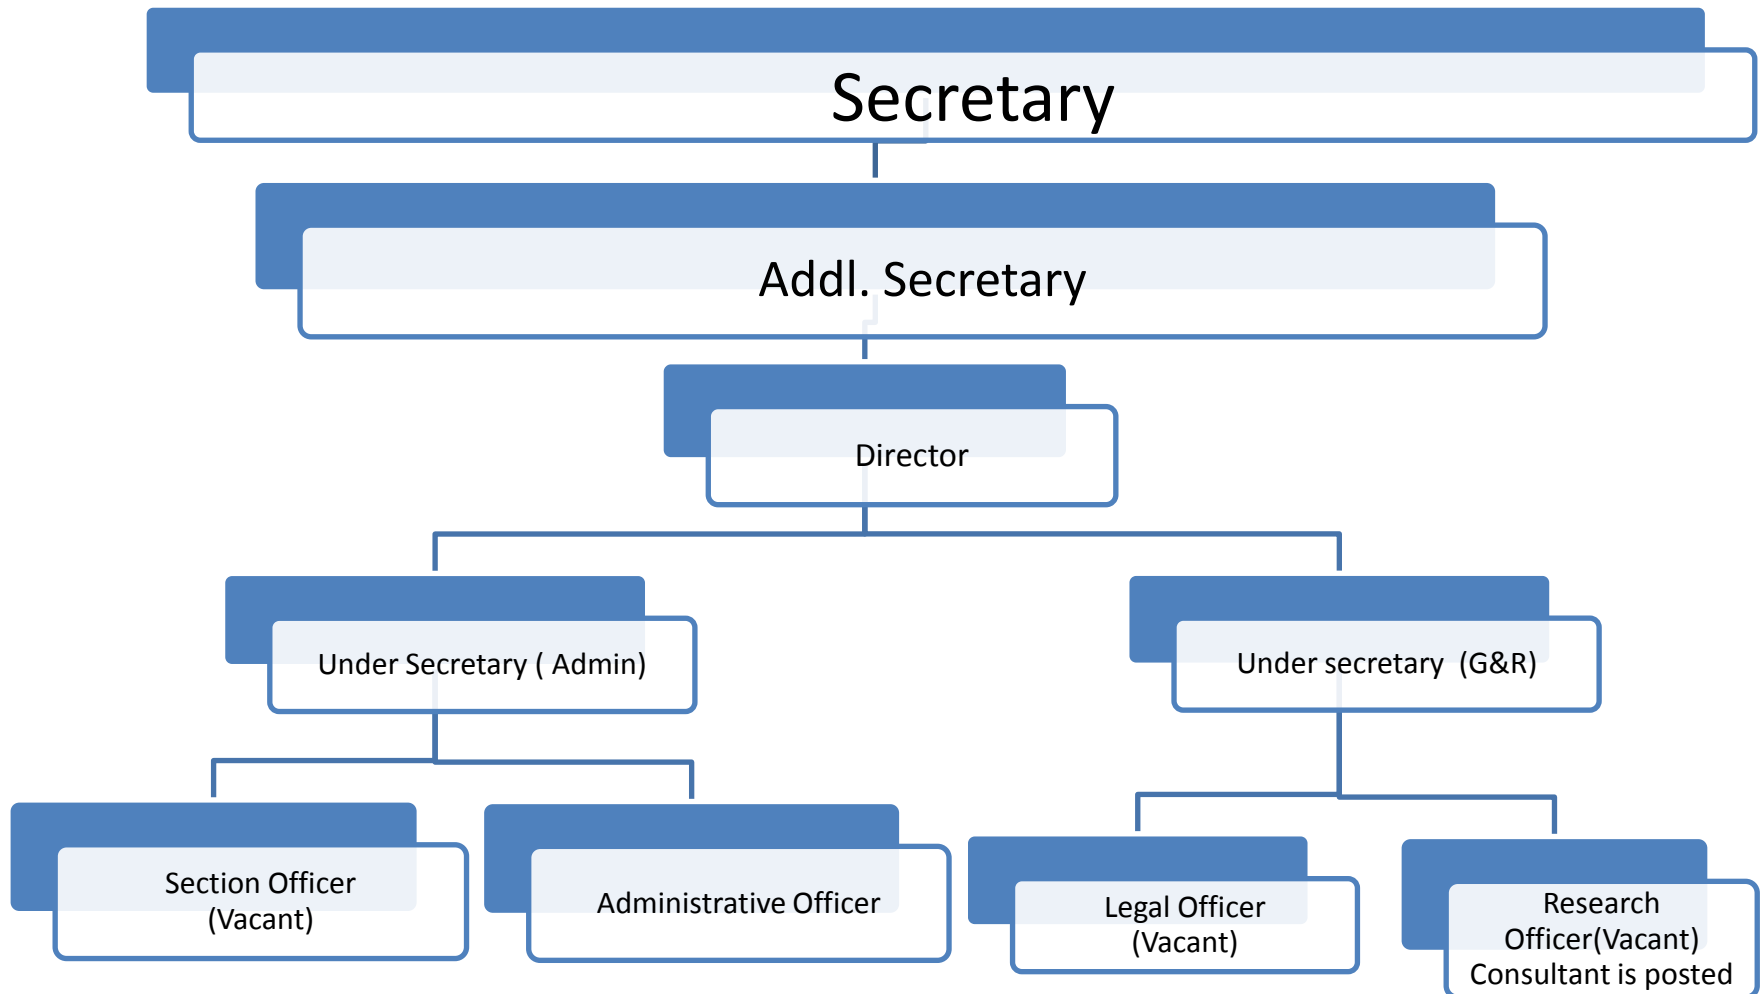 Secretary
Addl. Secretary
Director
Under Secretary ( Admin)
Under secretary (G&R)
Section Officer
(Vacant)
Administrative Officer
Legal Officer
(Vacant)
Research
Officer(Vacant)
Consultant is posted